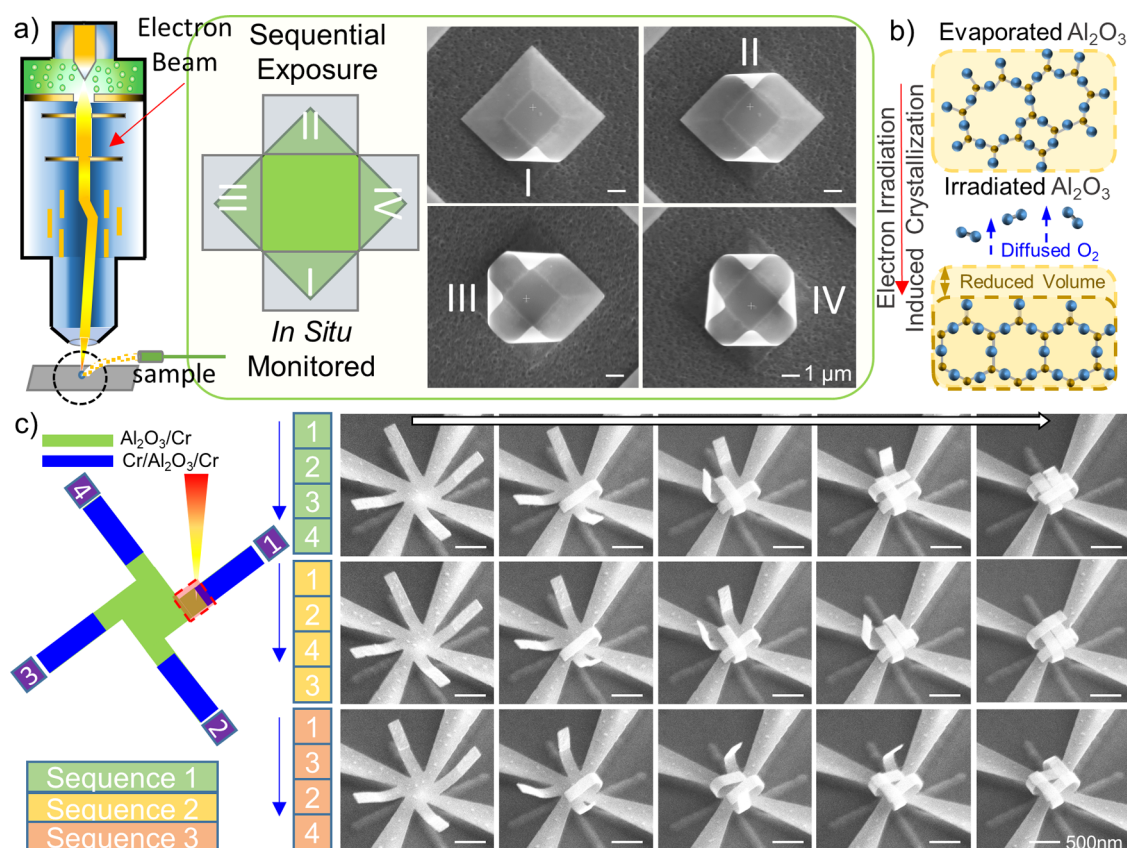 a)
Electron
Beam
sample
Sequential
Exposure
II
III
IV
I
In Situ
Monitored
I
II
III
IV
1 μm
b)
Evaporated Al₂O₃
Electron Irradiation
Induced Crystallization
Irradiated Al₂O₃
Diffused O₂
Reduced Volume
c)
Al₂O₃/Cr
Cr/Al₂O₃/Cr
4
1
3
2
Sequence 1
Sequence 2
Sequence 3
1
2
3
4
1
2
4
3
1
3
2
4
500nm